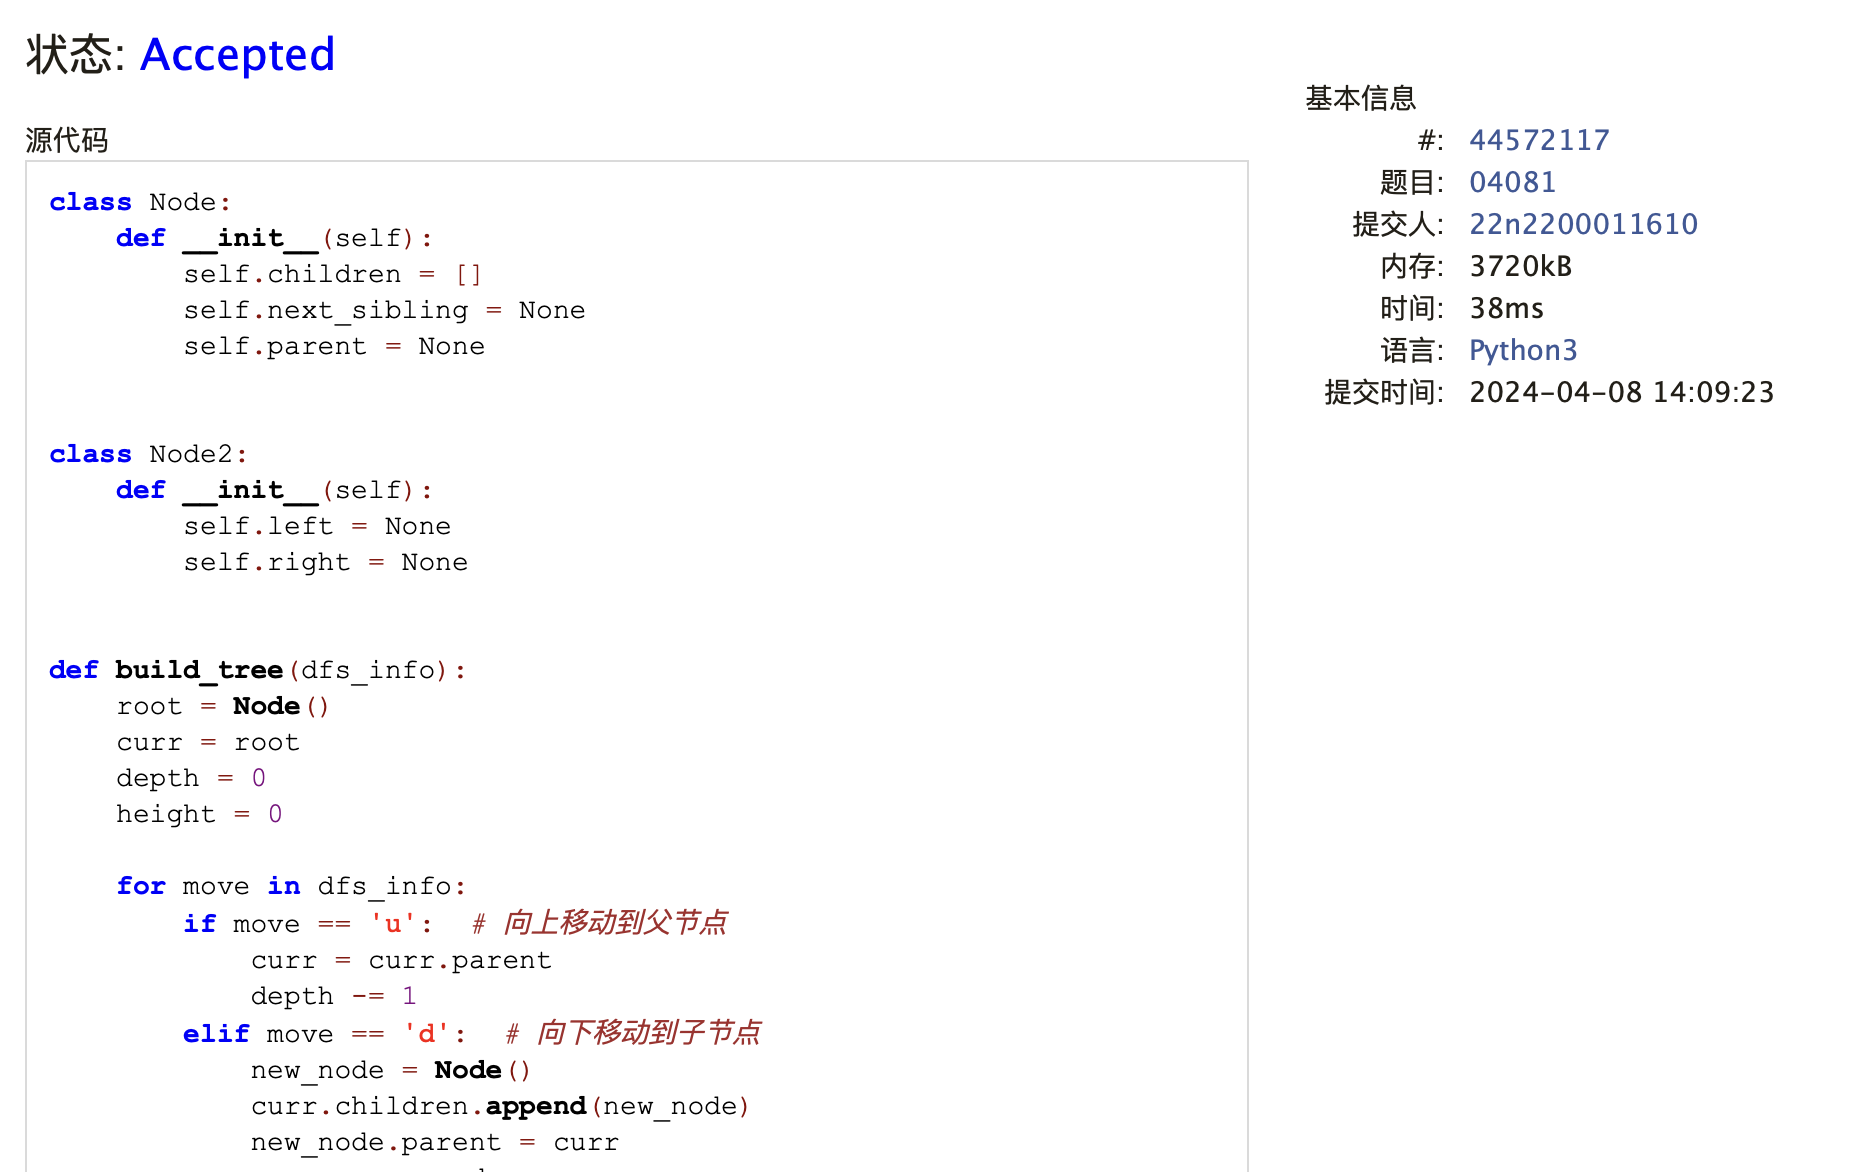 状态: Accepted
源代码
class Node:
    def __init__(self):
        self.children = []
        self.next_sibling = None
        self.parent = None
class Node2:
    def __init__(self):
        self.left = None
        self.right = None
def build_tree(dfs_info):
    root = Node()
    curr = root
    depth = 0
    height = 0
    for move in dfs_info:
        if move == 'u':  # 向上移动到父节点
            curr = curr.parent
            depth -= 1
        elif move == 'd':  # 向下移动到子节点
            new_node = Node()
            curr.children.append(new_node)
            new_node.parent = curr
基本信息
#: 44572117
题目: 04081
提交人: 22n2200011610
内存: 3720kB
时间: 38ms
语言: Python3
提交时间: 2024-04-08 14:09:23